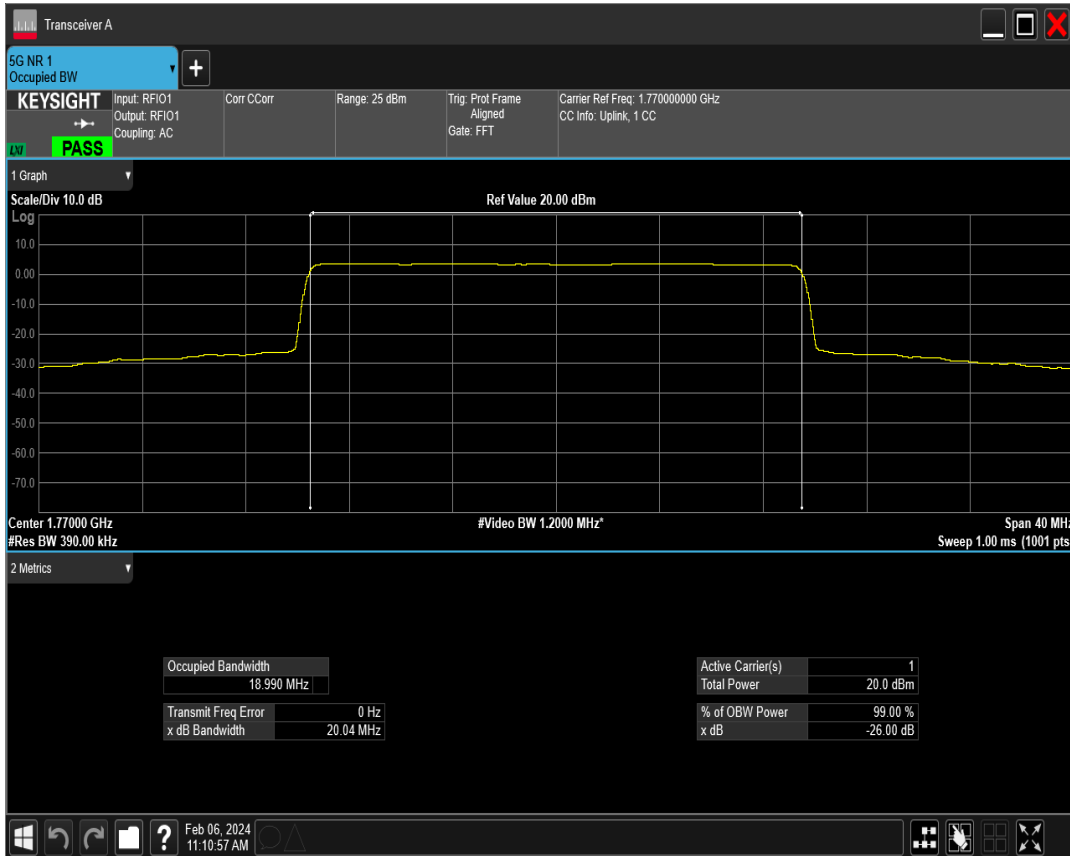 Transceiver A
5G NR 1
Occupied BW
+
KEYSIGHT
LXI
PASS
Input: RFIO1
Output: RFIO1
Coupling: AC
Corr CCorr
Range: 25 dBm
Trig: Prot Frame
Aligned
Gate: FFT
Carrier Ref Freq: 1.770000000 GHz
CC Info: Uplink, 1 CC
1 Graph
Scale/Div 10.0 dB
Ref Value 20.00 dBm
Log
10.0
0.00
-10.0
-20.0
-30.0
-40.0
-50.0
-60.0
-70.0
Center 1.77000 GHz
#Video BW 1.2000 MHz*
Span 40 MHz
#Res BW 390.00 kHz
Sweep 1.00 ms (1001 pts
2 Metrics
Occupied Bandwidth
18.990 MHz
Transmit Freq Error 0 Hz
x dB Bandwidth 20.04 MHz
Active Carrier(s) 1
Total Power 20.0 dBm
% of OBW Power 99.00 %
x dB -26.00 dB
?
Feb 06, 2024
11:10:57 AM